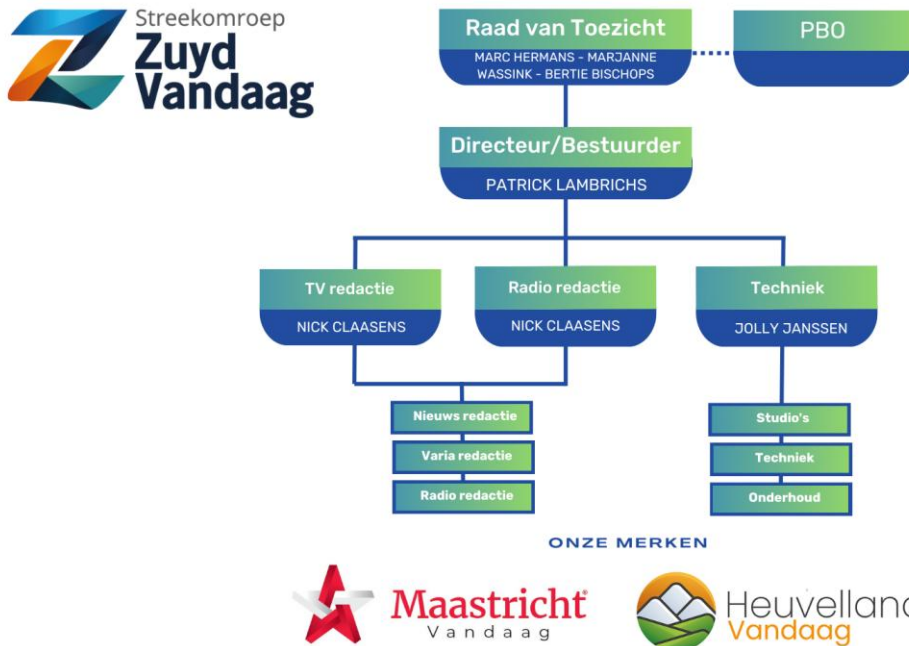 Streekomroep
Zuyd
Vandaag
Raad van Toezicht
MARC HERMANS - MARJANNE
WASSINK - BERTIE BISCHOPS
PBO
Directeur/Bestuurder
PATRICK LAMBRICHS
TV redactie
NICK CLAASENS
Radio redactie
NICK CLAASENS
Techniek
JOLLY JANSSEN
Nieuws redactie
Varia redactie
Radio redactie
Studio's
Techniek
Onderhoud
ONZE MERKEN
Maastricht
Vandaag
Heuvelland
Vandaag